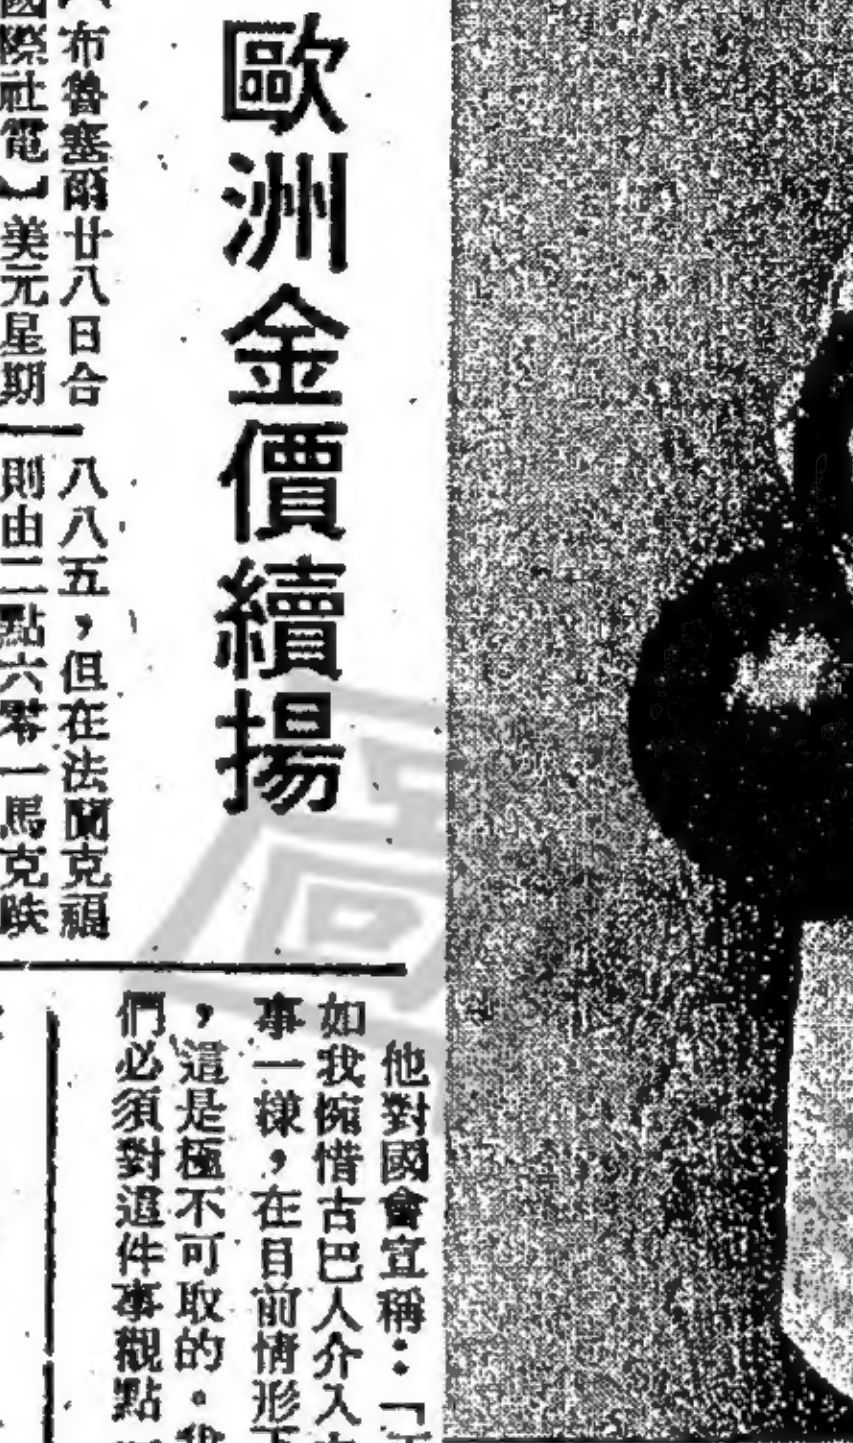 歐洲金價續揚
布魯塞爾廿八日合
國際社電】美元星期
八八五，但在法蘭克福
則由二點六零一馬克跌
他對國會宣稱：「
如我惋惜古巴人介入
事一樣，在目前情形下
，這是極不可取的。我
們必須對這件事觀點一
圖